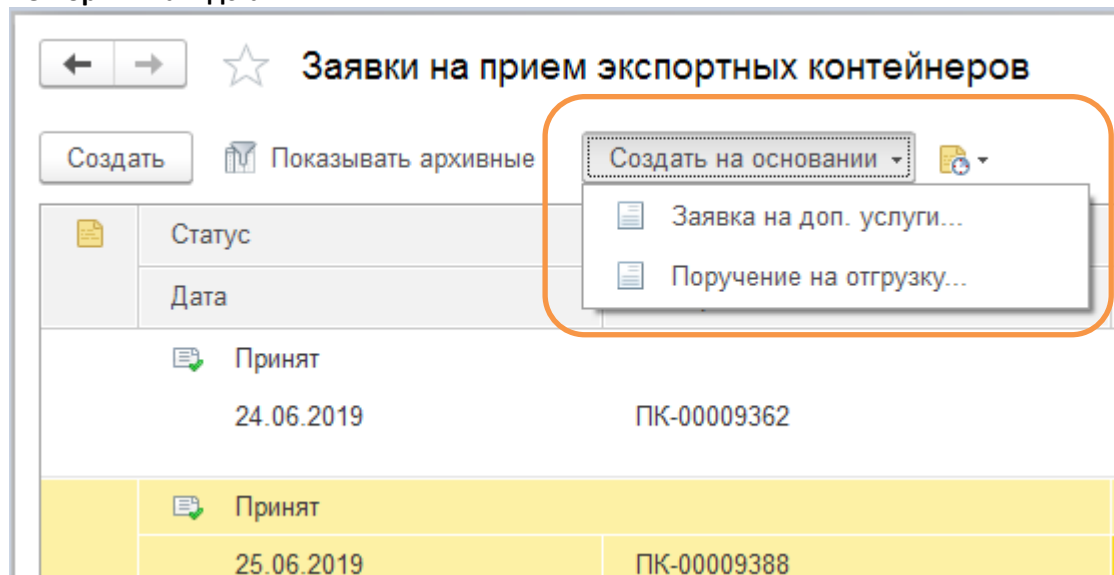 Заявки на прием экспортных контейнеров
Создать Показывать архивные Создать на основании
Заявка на доп. услуги...
Статус
Поручение на отгрузку...
Дата
Принят
24.06.2019 ПК-00009362
Принят
25.06.2019 ПК-00009388